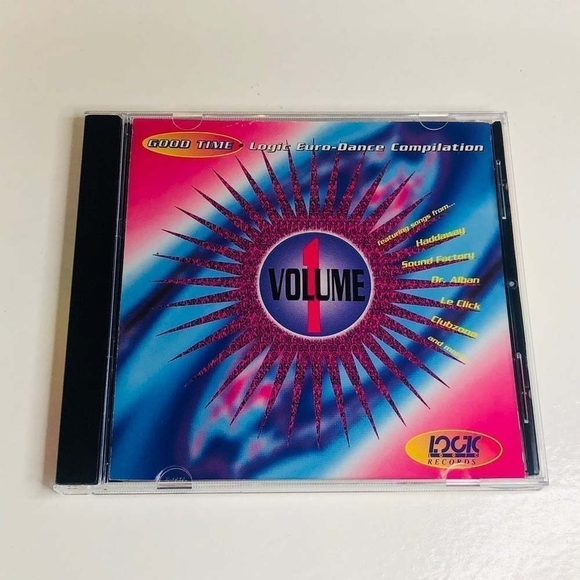 GOOD TIME • Logic Euro-Dance Compilation
featuring songs from...
Haddaway
Sound Factory
Dr. Alban
Le Click
Clubzone
and more
VOLUME
1
LOGIC
LOGIC
RECORDS